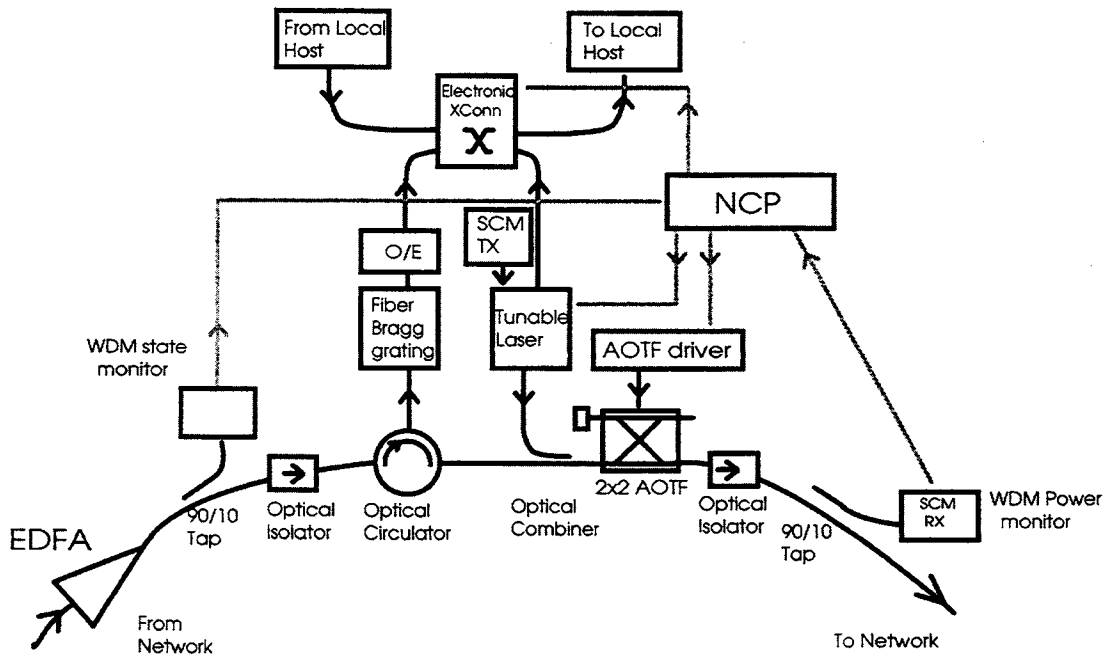 From Local
Host
To Local
Host
Electronic
XConn
NCP
SCM
TX
O/E
Fiber
Bragg
grating
Tunable
Laser
AOTF driver
WDM state
monitor
2x2 AOTF
90/10
Tap
Optical
Isolator
Optical
Circulator
Optical
Combiner
Optical
Isolator
90/10
Tap
SCM
RX
WDM Power
monitor
EDFA
From
Network
To Network